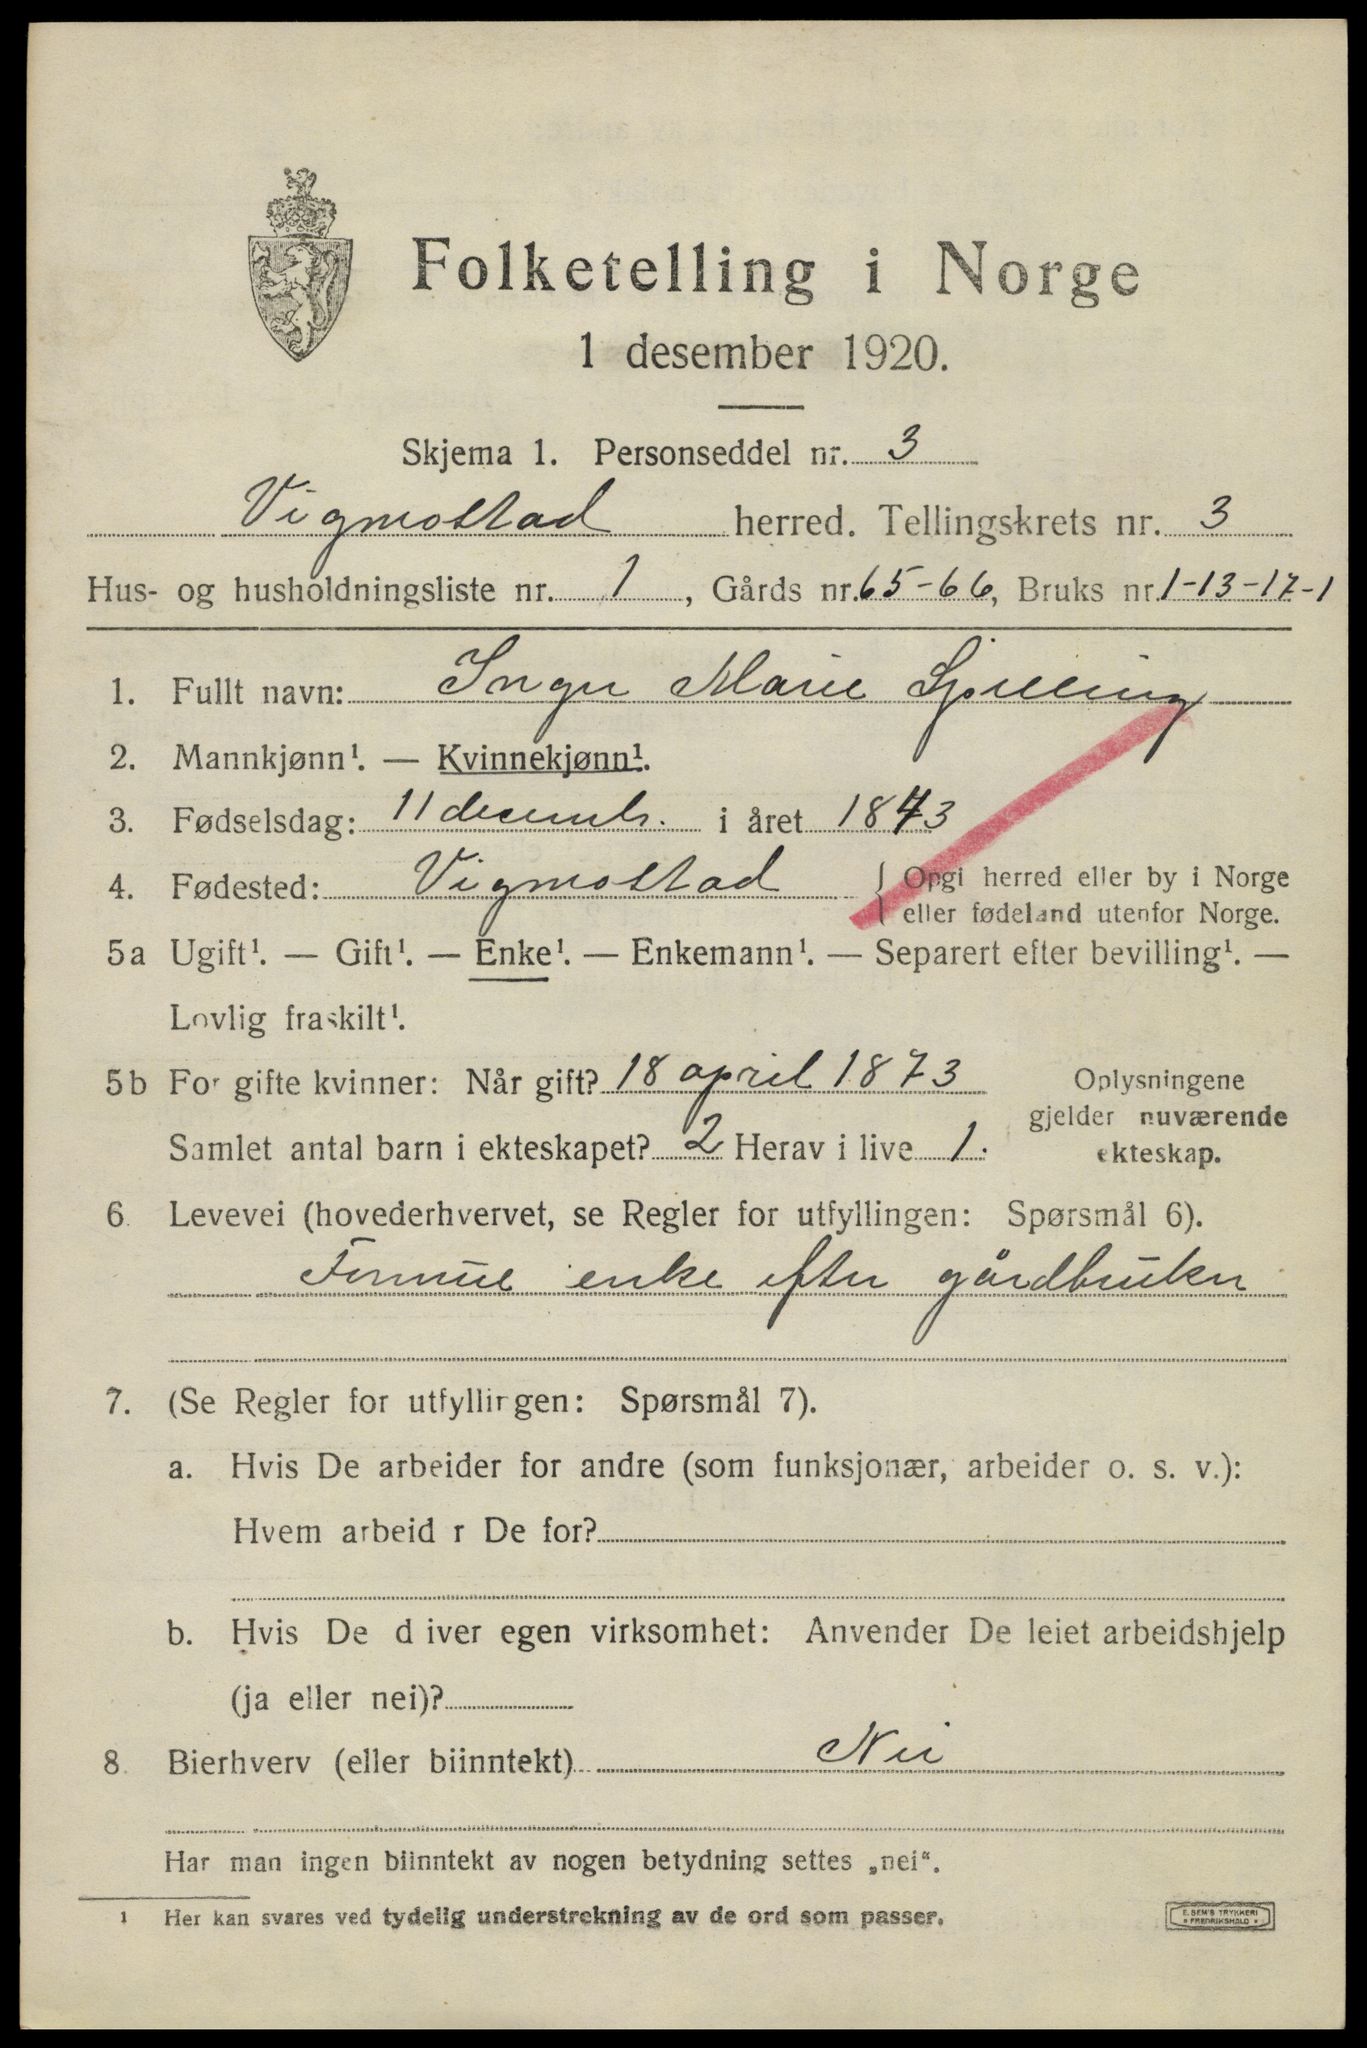 Folketelling i Norge
1 desember 1920.
Skjema 1. Personseddel nr. 3
Vigmostad herred. Tellingskrets nr. 3
Hus- og husholdningsliste nr. 1, Gårds nr. 65-66, Bruks nr. 1-13-17-1
1. Fullt navn: Inger Marie
2. Mannkjønn¹. — Kvinnekjønn¹.
3. Fødselsdag: 11 decemb. i året 1843
4. Fødested: Vigmostad { Opgi herred eller by i Norge
eller fødeland utenfor Norge.
5a Ugift¹. — Gift¹. — Enke¹. — Enkemann¹. — Separert efter bevilling¹. —
Lovlig fraskilt¹.
5b For gifte kvinner: Når gift? 18 april 1873 Oplysningene
gjelder nuværende
Samlet antal barn i ekteskapet? 2 Herav i live 1. ekteskap.
6. Levevei (hovederhvervet, se Regler for utfyllingen: Spørsmål 6).
Formue enke efter gårdbruker
7. (Se Regler for utfyllirgen: Spørsmål 7).
a. Hvis De arbeider for andre (som funksjonær, arbeider o. s. v.):
Hvem arbeid r De for?
b. Hvis De d iver egen virksomhet: Anvender De leiet arbeidshjelp
(ja eller nei)?
8. Bierhverv (eller biinntekt) Nei
Har man ingen biinntekt av nogen betydning settes „nei“.
1 Her kan svares ved tydelig understrekning av de ord som passer.
E. SEM'S TRYKKERI
* FREDRIKSHALD *